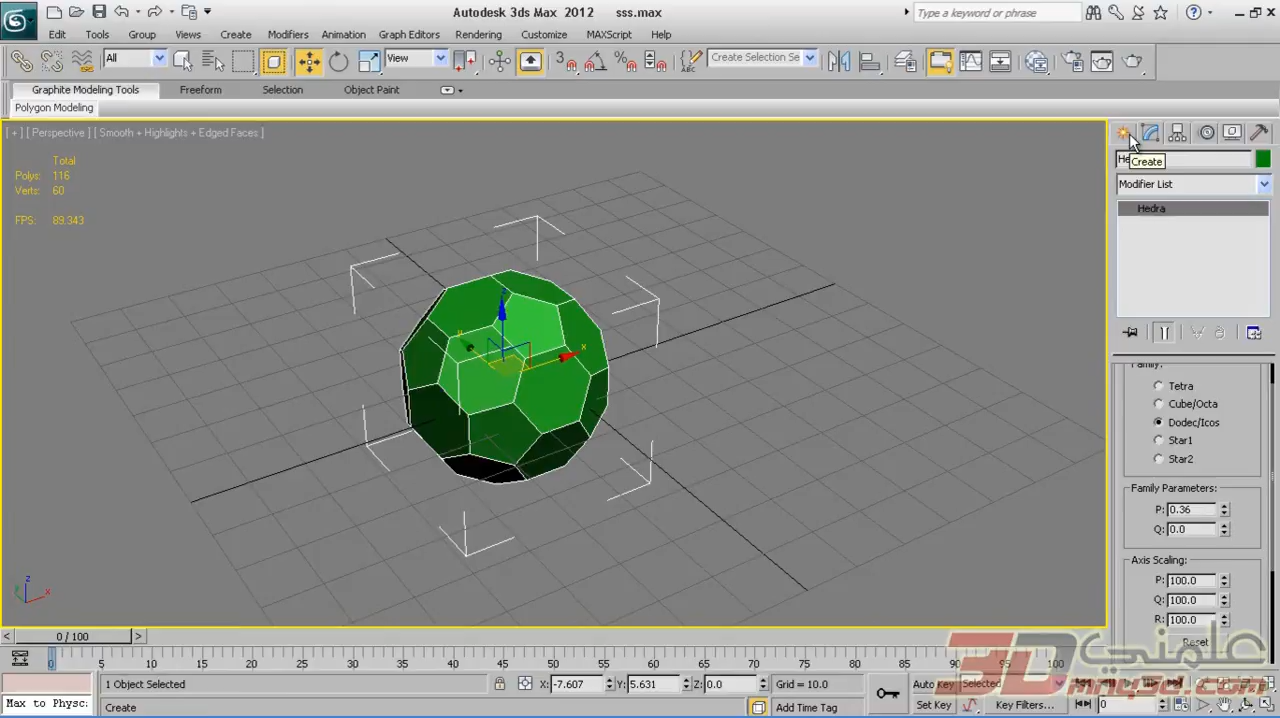 Autodesk 3ds Max 2012 sss.max
Type a keyword or phrase
Edit Tools Group Views Create Modifiers Animation Graph Editors Rendering Customize MAXScript Help
All View Create Selection Se
Graphite Modeling Tools Freeform Selection Object Paint
Polygon Modeling
[ + ] [ Perspective ] [ Smooth + Highlights + Edged Faces ]
Total
Polys: 116
Verts: 60
FPS: 89.343
He
Create
Modifier List
Hedra
Family:
Tetra
Cube/Octa
Dodec/Icos
Star1
Star2
Family Parameters:
P: 0.36
Q: 0.0
Axis Scaling:
P: 100.0
Q: 100.0
R: 100.0
Reset
z
x
x
z
0 / 100
0 5 10 15 20 25 30 35 40 45 50 55 60 65 70 75 80 85 90 95 100
1 Object Selected X: -7.607 Y: 5.631 Z: 0.0 Grid = 10.0 Auto Key Selected
Max to Physc: Create Add Time Tag Set Key Key Filters... 0
3D علمني